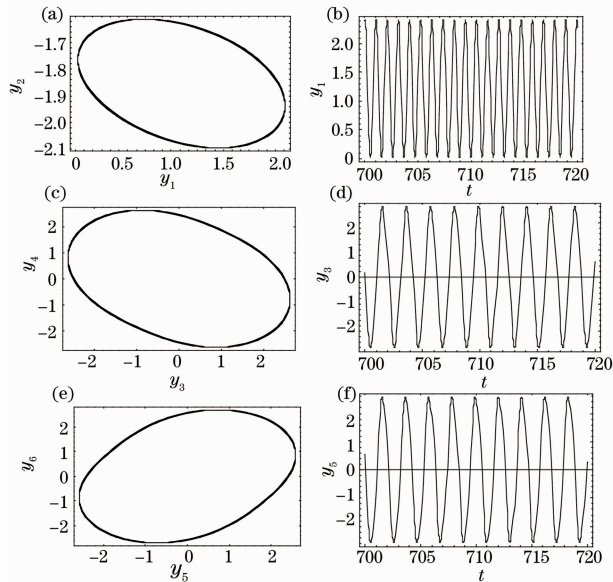 (a)
-1.7
-1.8
-1.9
-2.0
-2.1
y2
0 0.5 1.0 1.5 2.0
y1
(b)
2.0
1.5
1.0
0.5
0
y1
700 705 710 715 720
t
(c)
2
1
0
-1
-2
y4
-2 -1 0 1 2
y3
(d)
2
1
0
-1
-2
y3
700 705 710 715 720
t
(e)
2
1
0
-1
-2
y6
-2 -1 0 1 2
y5
(f)
2
1
0
-1
-2
y5
700 705 710 715 720
t